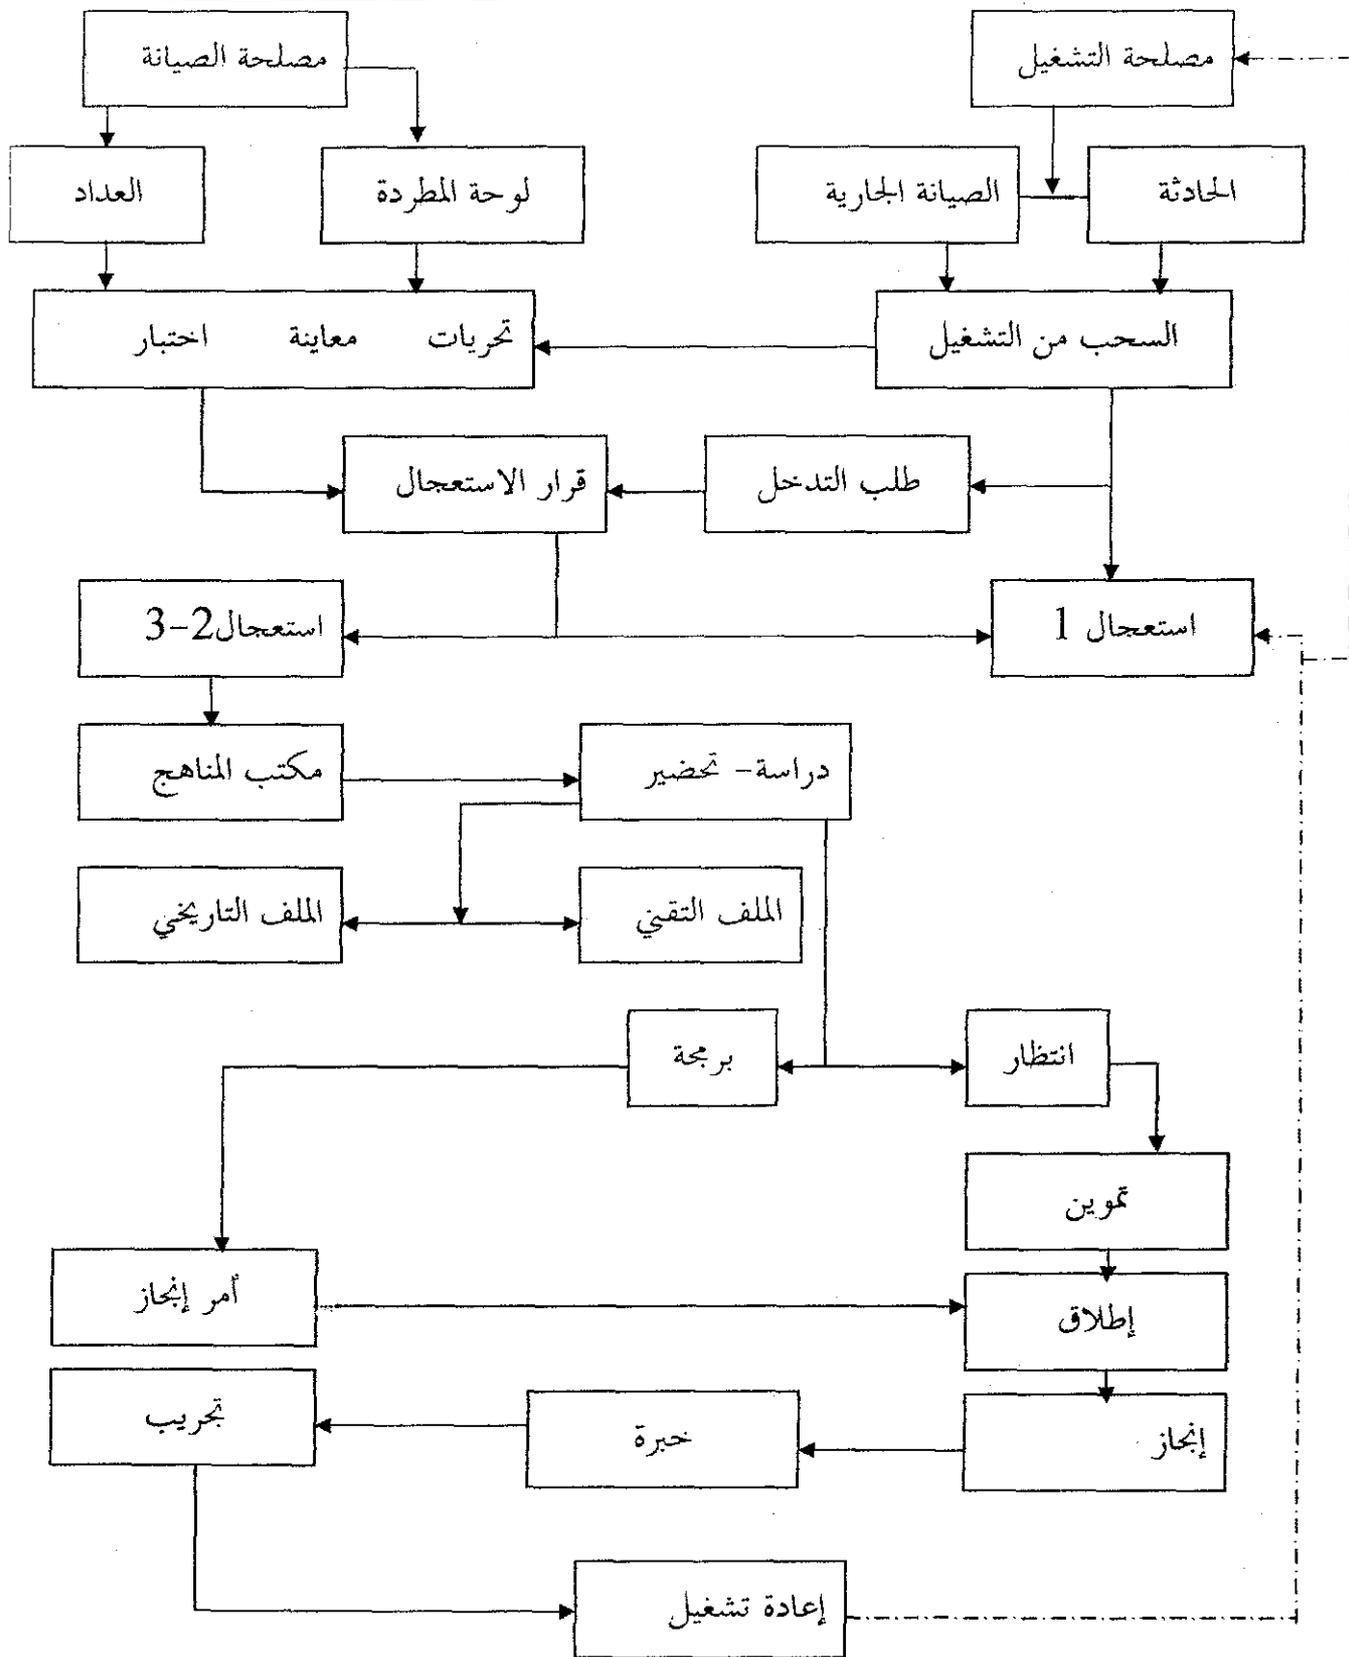 مصلحة التشغيل
مصلحة الصيانة
الحادثة
الصيانة الجارية
لوحة المطردة
العداد
السحب من التشغيل
تحريات معاينة اختبار
طلب التدخل
قرار الاستعجال
استعجال 1
استعجال2-3
دراسة- تحضير
مكتب المناهج
الملف التقني
الملف التاريخي
انتظار
برمجة
تموين
أمر إنجاز
إطلاق
إنجاز
خبرة
تجريب
إعادة تشغيل